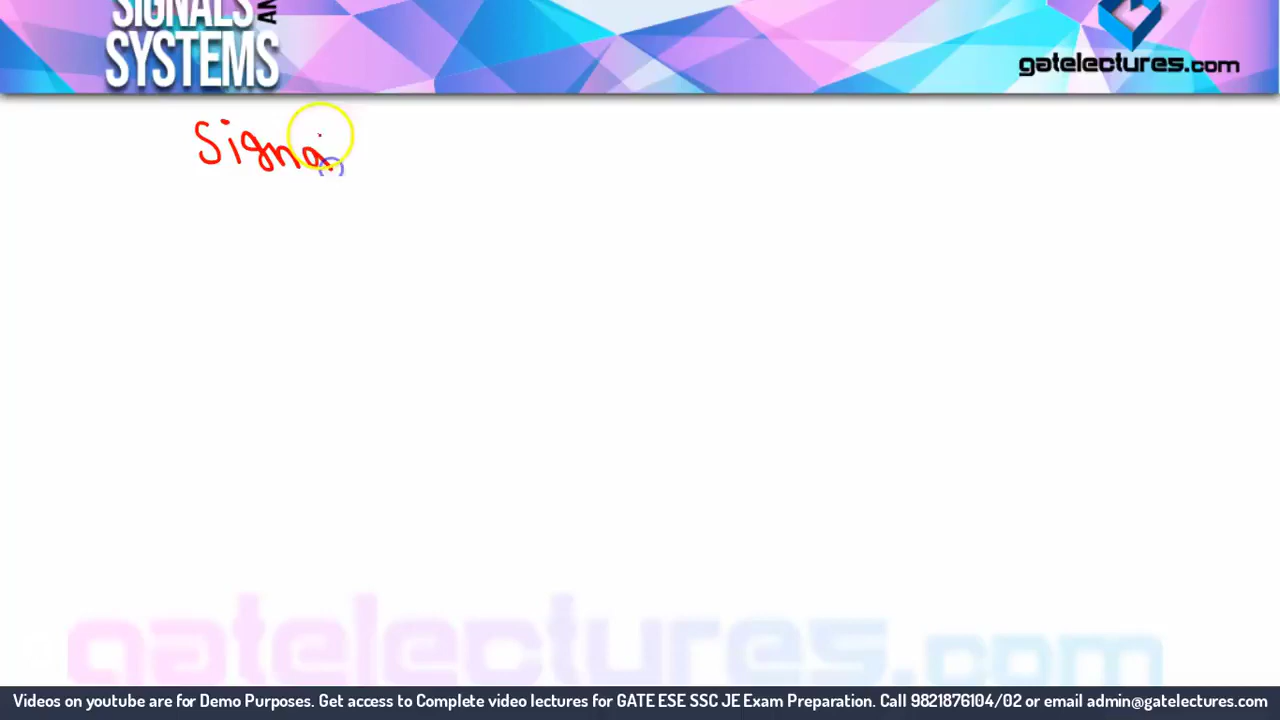 SIGNALS
AND
SYSTEMS
gatelectures.com
Signa
gatelectures.com
Videos on youtube are for Demo Purposes. Get access to Complete video lectures for GATE ESE SSC JE Exam Preparation. Call 9821876104/02 or email admin@gatelectures.com